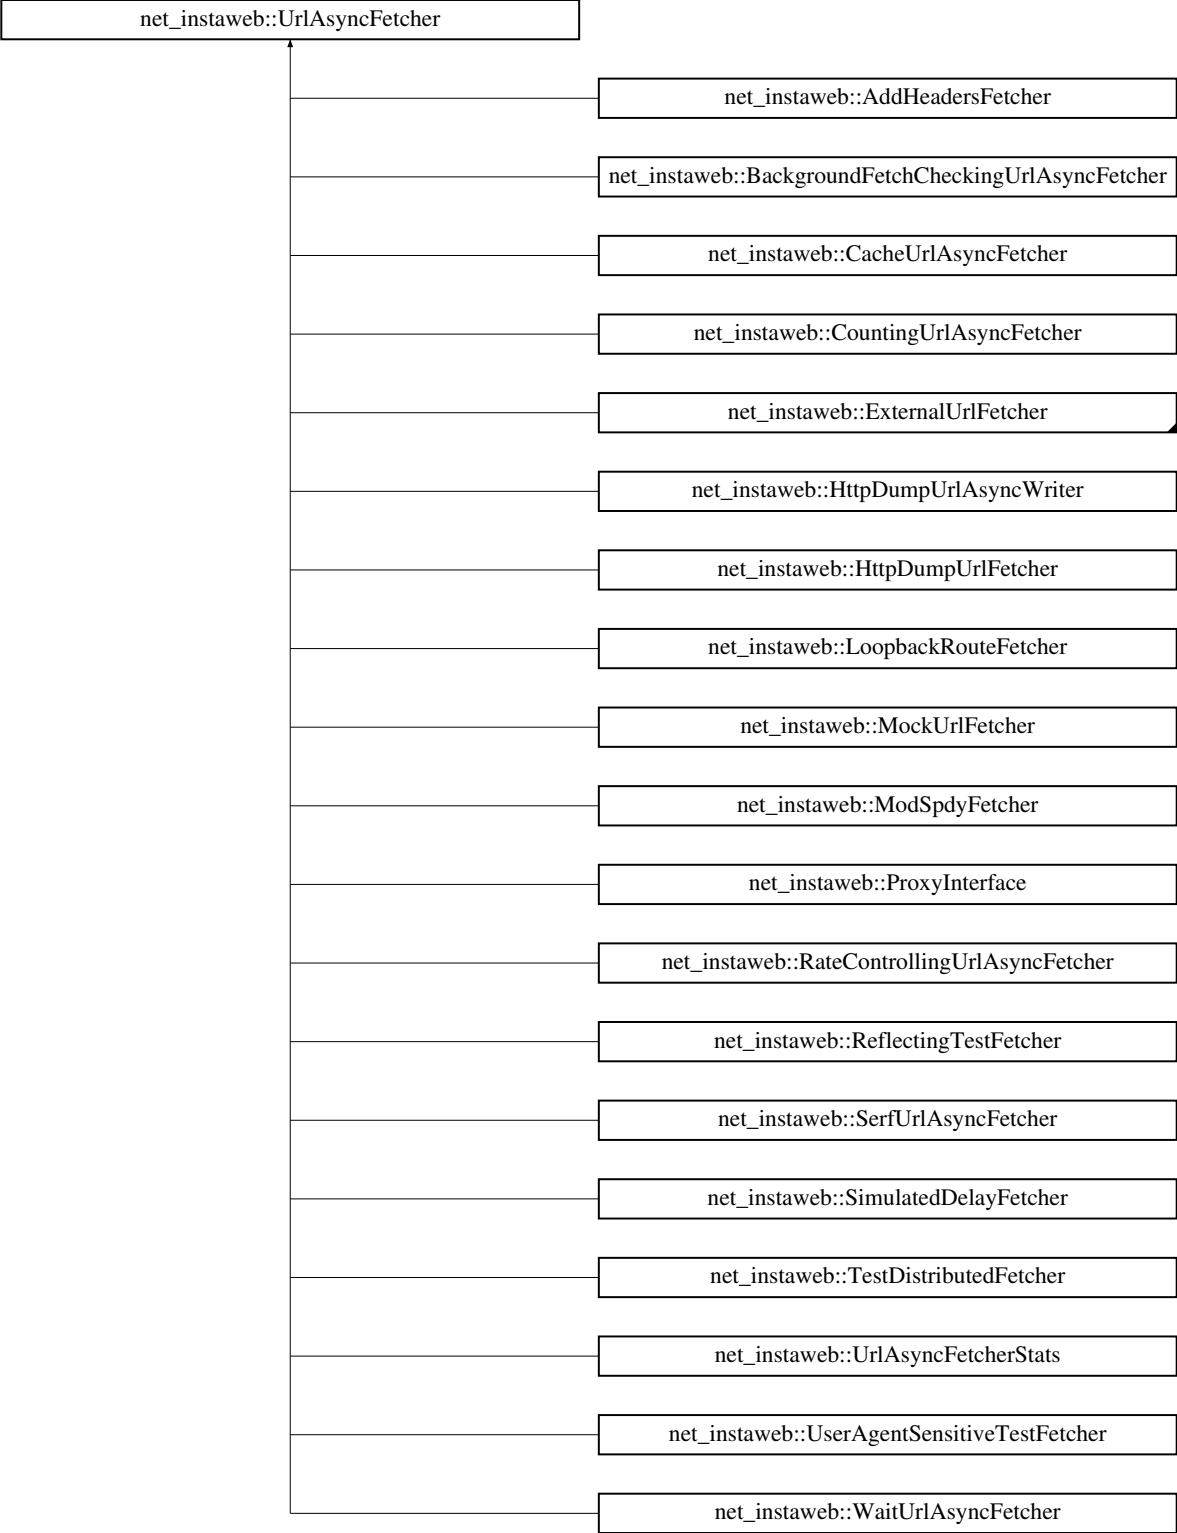 net_instaweb::UrlAsyncFetcher
net_instaweb::AddHeadersFetcher
net_instaweb::BackgroundFetchCheckingUrlAsyncFetcher
net_instaweb::CacheUrlAsyncFetcher
net_instaweb::CountingUrlAsyncFetcher
net_instaweb::ExternalUrlFetcher
net_instaweb::HttpDumpUrlAsyncWriter
net_instaweb::HttpDumpUrlFetcher
net_instaweb::LoopbackRouteFetcher
net_instaweb::MockUrlFetcher
net_instaweb::ModSpdyFetcher
net_instaweb::ProxyInterface
net_instaweb::RateControllingUrlAsyncFetcher
net_instaweb::ReflectingTestFetcher
net_instaweb::SerfUrlAsyncFetcher
net_instaweb::SimulatedDelayFetcher
net_instaweb::TestDistributedFetcher
net_instaweb::UrlAsyncFetcherStats
net_instaweb::UserAgentSensitiveTestFetcher
net_instaweb::WaitUrlAsyncFetcher